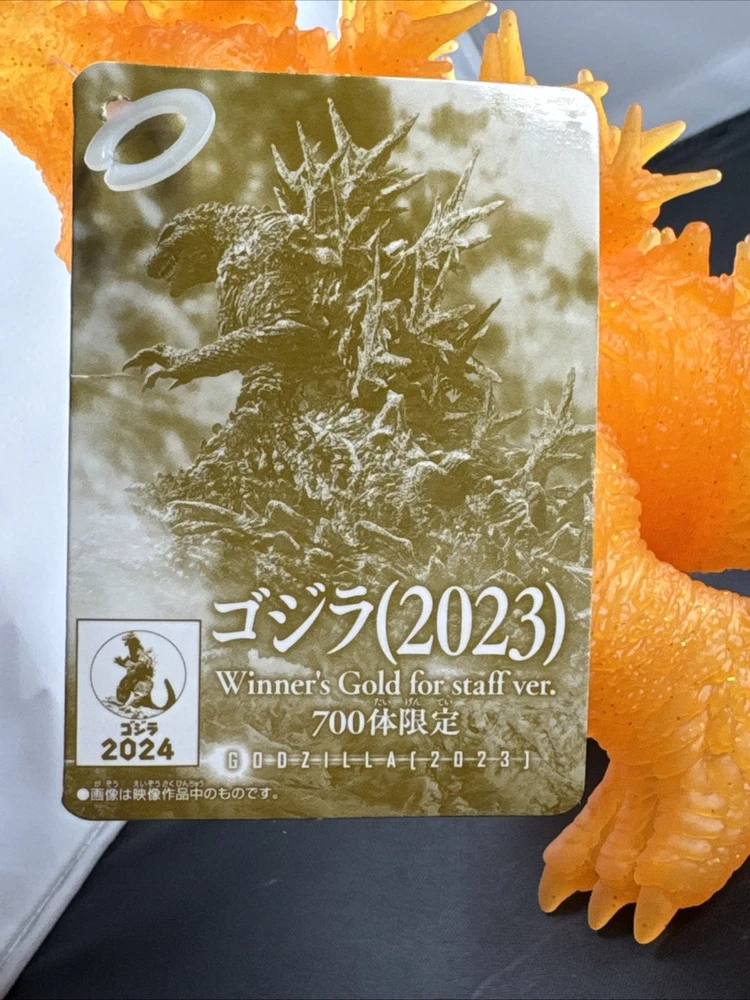 ゴジラ(2023)
Winner's Gold for staff ver.
たい げん てい
700体限定
GODZILLA[2023]
ゴジラ
2024
が ぞう えいぞうさくひんちゅう
●画像は映像作品中のものです。